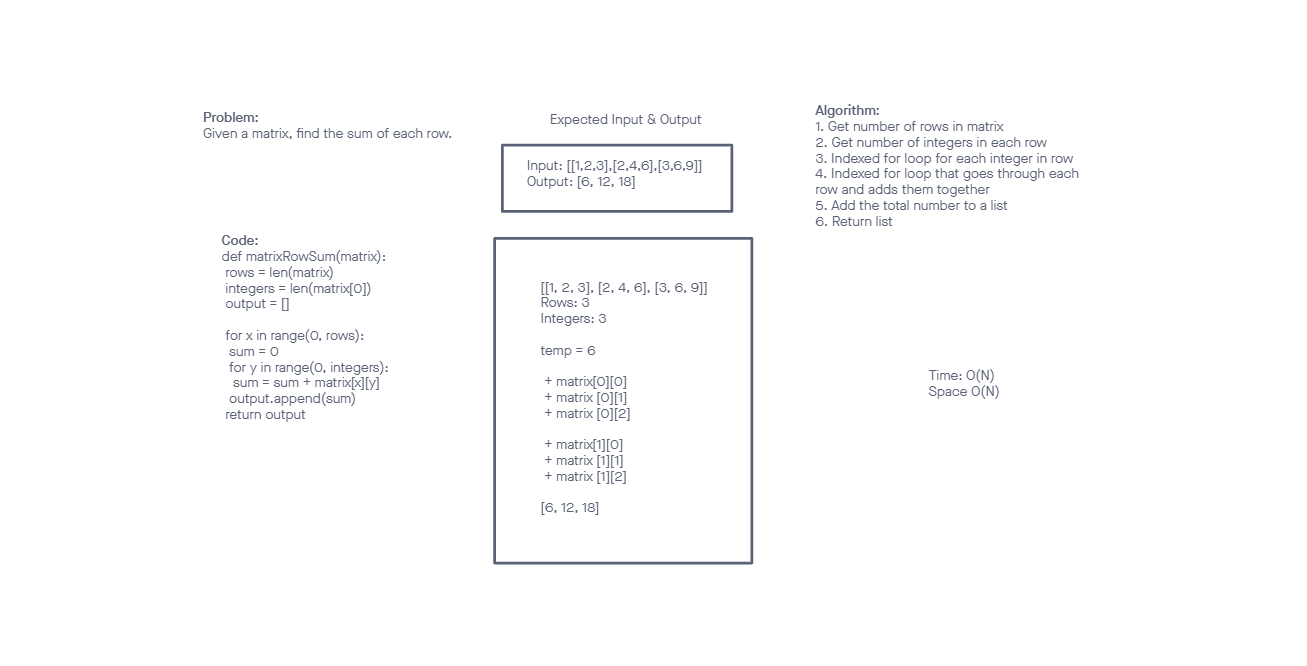 Problem:
Given a matrix, find the sum of each row.
Expected Input & Output
Input: [[1,2,3],[2,4,6],[3,6,9]]
Output: [6, 12, 18]
Algorithm:
1. Get number of rows in matrix
2. Get number of integers in each row
3. Indexed for loop for each integer in row
4. Indexed for loop that goes through each
row and adds them together
5. Add the total number to a list
6. Return list
Code:
def matrixRowSum(matrix):
 rows = len(matrix)
 integers = len(matrix[0])
 output = []
 for x in range(0, rows):
  sum = 0
  for y in range(0, integers):
   sum = sum + matrix[x][y]
  output.append(sum)
 return output
[[1, 2, 3], [2, 4, 6], [3, 6, 9]]
Rows: 3
Integers: 3
temp = 6
 + matrix[0][0]
 + matrix [0][1]
 + matrix [0][2]
 + matrix[1][0]
 + matrix [1][1]
 + matrix [1][2]
[6, 12, 18]
Time: O(N)
Space O(N)